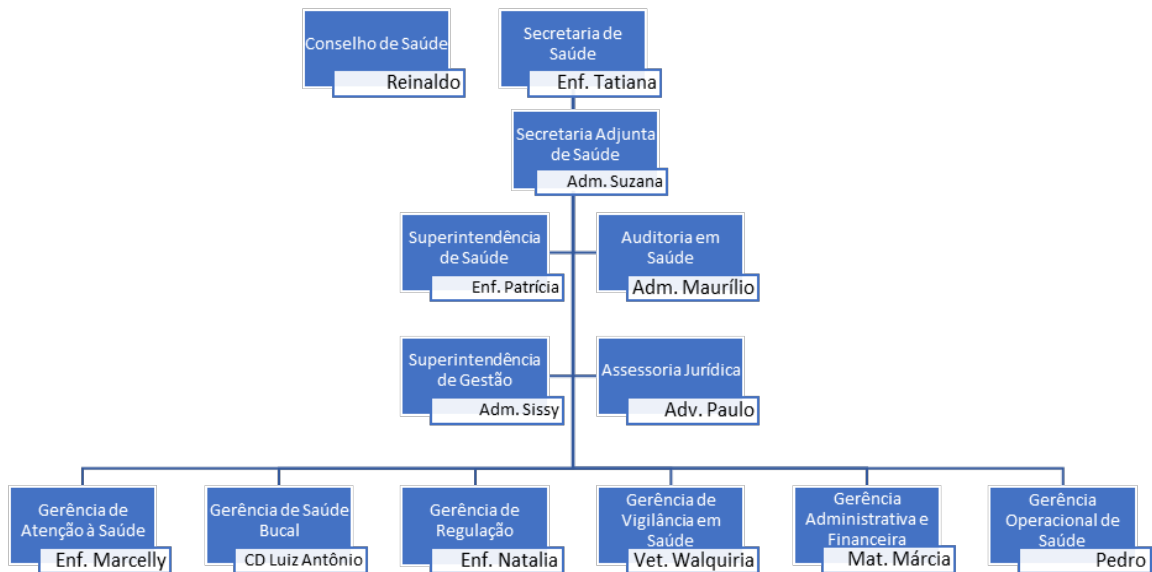 Conselho de Saúde
Reinaldo
Secretaria de
Saúde
Enf. Tatiana
Secretaria Adjunta
de Saúde
Adm. Suzana
Superintendência
de Saúde
Enf. Patrícia
Auditoria em
Saúde
Adm. Maurílio
Superintendência
de Gestão
Adm. Sissy
Assessoria Jurídica
Adv. Paulo
Gerência de
Atenção à Saúde
Enf. Marcelly
Gerência de Saúde
Bucal
CD Luiz Antônio
Gerência de
Regulação
Enf. Natalia
Gerência de
Vigilância em
Saúde
Vet. Walquiria
Gerência
Administrativa e
Financeira
Mat. Márcia
Gerência
Operacional de
Saúde
Pedro